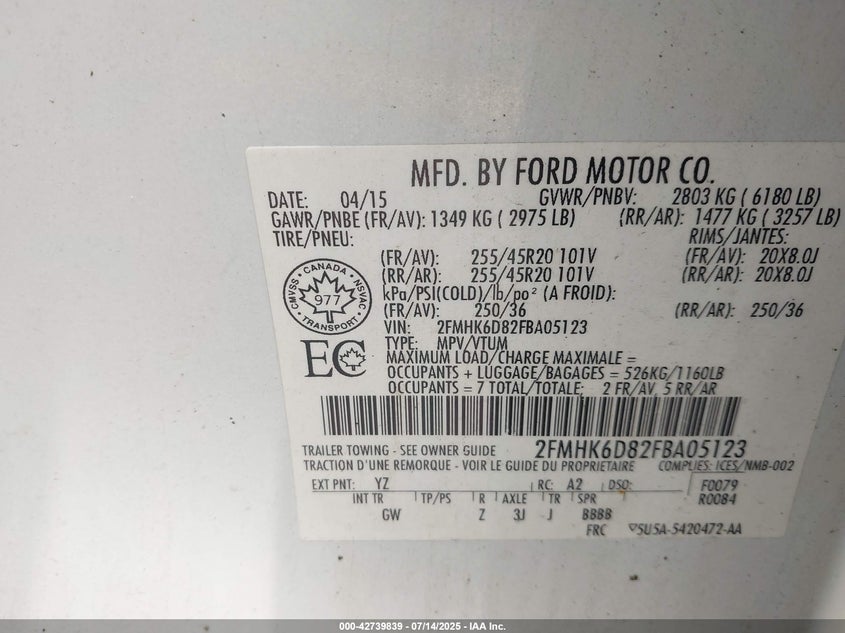 MFD. BY FORD MOTOR CO.
DATE: 04/15 GVWR/PNBV: 2803 KG ( 6180 LB)
GAWR/PNBE (FR/AV): 1349 KG ( 2975 LB) (RR/AR): 1477 KG ( 3257 LB)
TIRE/PNEU: RIMS/JANTES:
(FR/AV): 255/45R20 101V (FR/AV): 20X8.0J
(RR/AR): 255/45R20 101V (RR/AR): 20X8.0J
kPa/PSI(COLD)/lb/po² (A FROID):
(FR/AV): 250/36 (RR/AR): 250/36
VIN: 2FMHK6D82FBA05123
TYPE: MPV/VTUM
MAXIMUM LOAD/CHARGE MAXIMALE =
OCCUPANTS + LUGGAGE/BAGAGES = 526KG/1160LB
OCCUPANTS = 7 TOTAL/TOTALE; 2 FR/AV, 5 RR/AR
CANADA
CMVSS 977 NSVAC
TRANSPORT
EC
TRAILER TOWING - SEE OWNER GUIDE 2FMHK6D82FBA05123
TRACTION D'UNE REMORQUE - VOIR LE GUIDE DU PROPRIETAIRE COMPLIES: ICES/NMB-002
EXT PNT: YZ RC: A2 DSO: F0079
INT TR TP/PS R AXLE TR SPR R0084
GW Z 3J J BBBB
FRC SU5A-5420472-AA
000-42739839 - 07/14/2025 - IAA Inc.